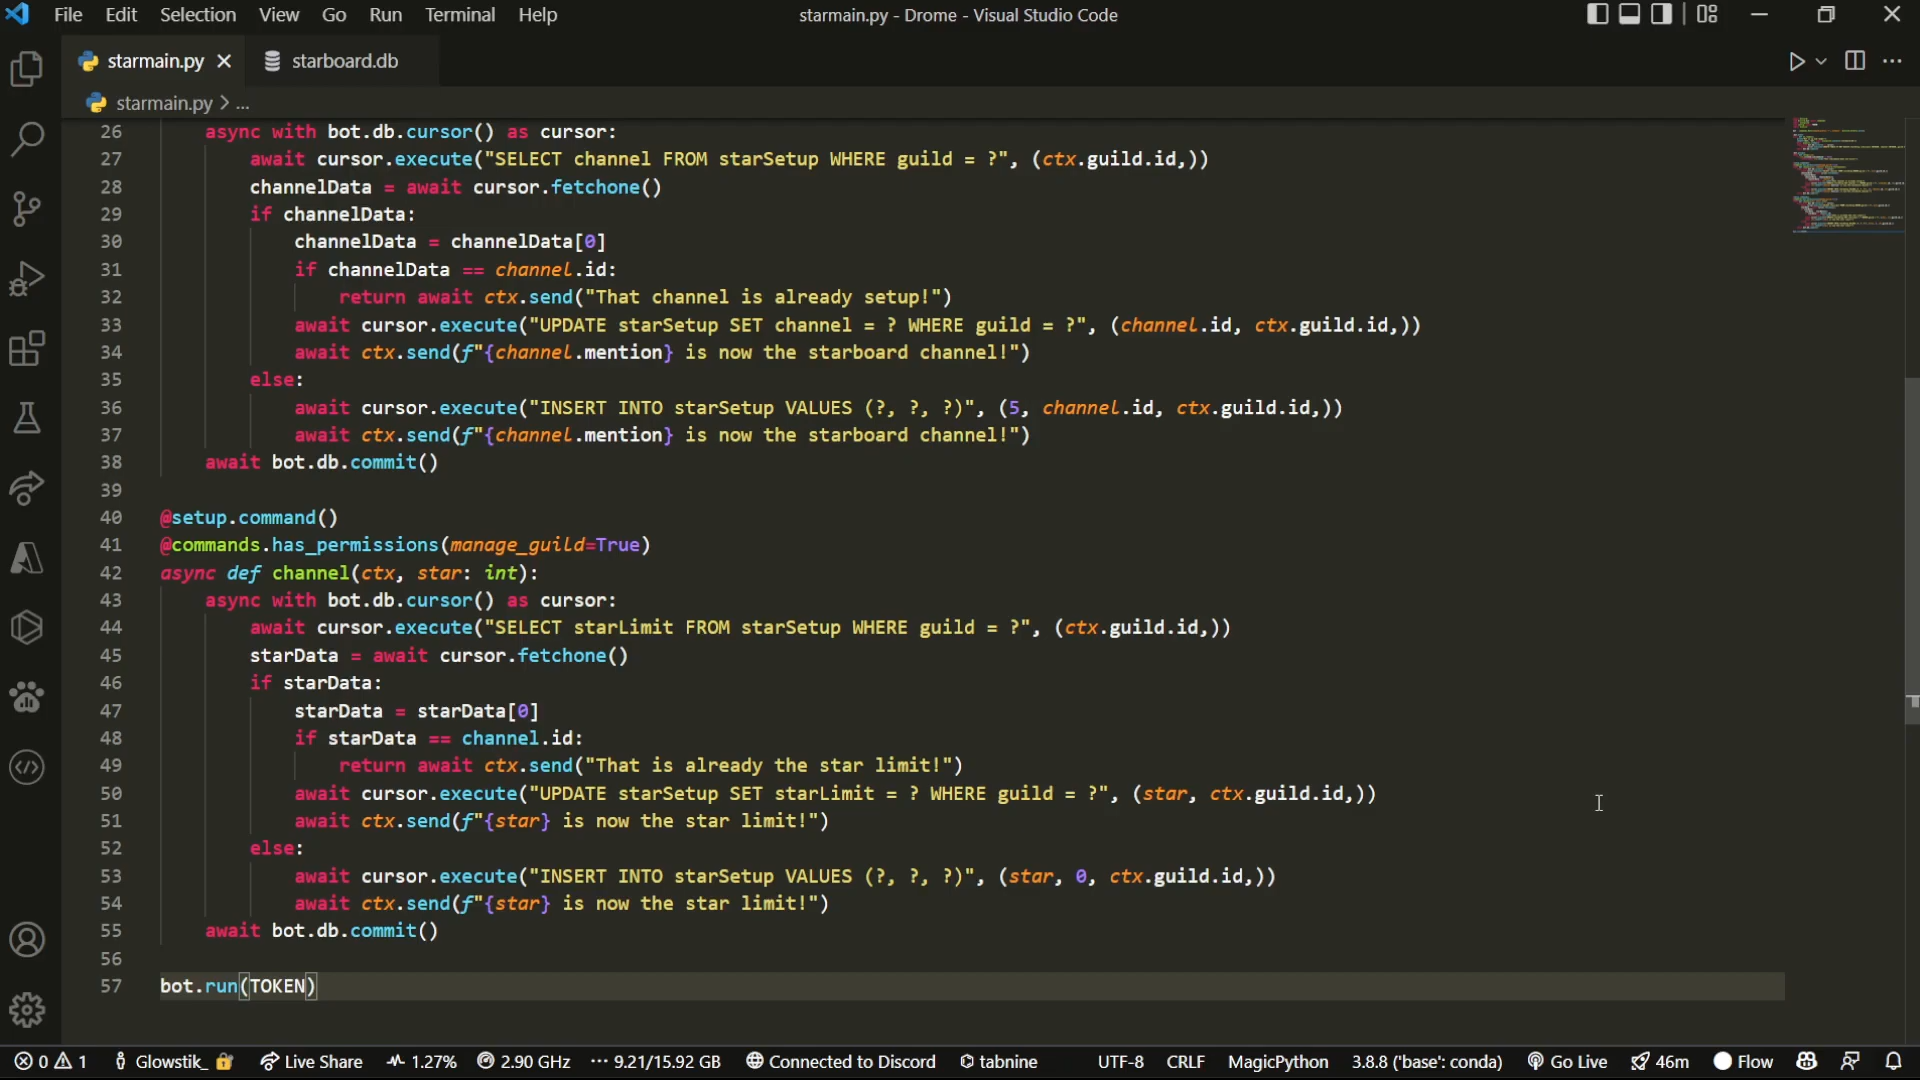 File Edit Selection View Go Run Terminal Help
starmain.py - Drome - Visual Studio Code
starmain.py
starboard.db
starmain.py > ...
26 async with bot.db.cursor() as cursor:
27 await cursor.execute("SELECT channel FROM starSetup WHERE guild = ?", (ctx.guild.id,))
28 channelData = await cursor.fetchone()
29 if channelData:
30 channelData = channelData[0]
31 if channelData == channel.id:
32 return await ctx.send("That channel is already setup!")
33 await cursor.execute("UPDATE starSetup SET channel = ? WHERE guild = ?", (channel.id, ctx.guild.id,))
34 await ctx.send(f"{channel.mention} is now the starboard channel!")
35 else:
36 await cursor.execute("INSERT INTO starSetup VALUES (?, ?, ?)", (5, channel.id, ctx.guild.id,))
37 await ctx.send(f"{channel.mention} is now the starboard channel!")
38 await bot.db.commit()
39
40 @setup.command()
41 @commands.has_permissions(manage_guild=True)
42 async def channel(ctx, star: int):
43 async with bot.db.cursor() as cursor:
44 await cursor.execute("SELECT starLimit FROM starSetup WHERE guild = ?", (ctx.guild.id,))
45 starData = await cursor.fetchone()
46 if starData:
47 starData = starData[0]
48 if starData == channel.id:
49 return await ctx.send("That is already the star limit!")
50 await cursor.execute("UPDATE starSetup SET starLimit = ? WHERE guild = ?", (star, ctx.guild.id,))
51 await ctx.send(f"{star} is now the star limit!")
52 else:
53 await cursor.execute("INSERT INTO starSetup VALUES (?, ?, ?)", (star, 0, ctx.guild.id,))
54 await ctx.send(f"{star} is now the star limit!")
55 await bot.db.commit()
56
57 bot.run(TOKEN)
0 1 Glowstik_ Live Share 1.27% 2.90 GHz 9.21/15.92 GB Connected to Discord tabnine UTF-8 CRLF MagicPython 3.8.8 ('base': conda) Go Live 46m Flow